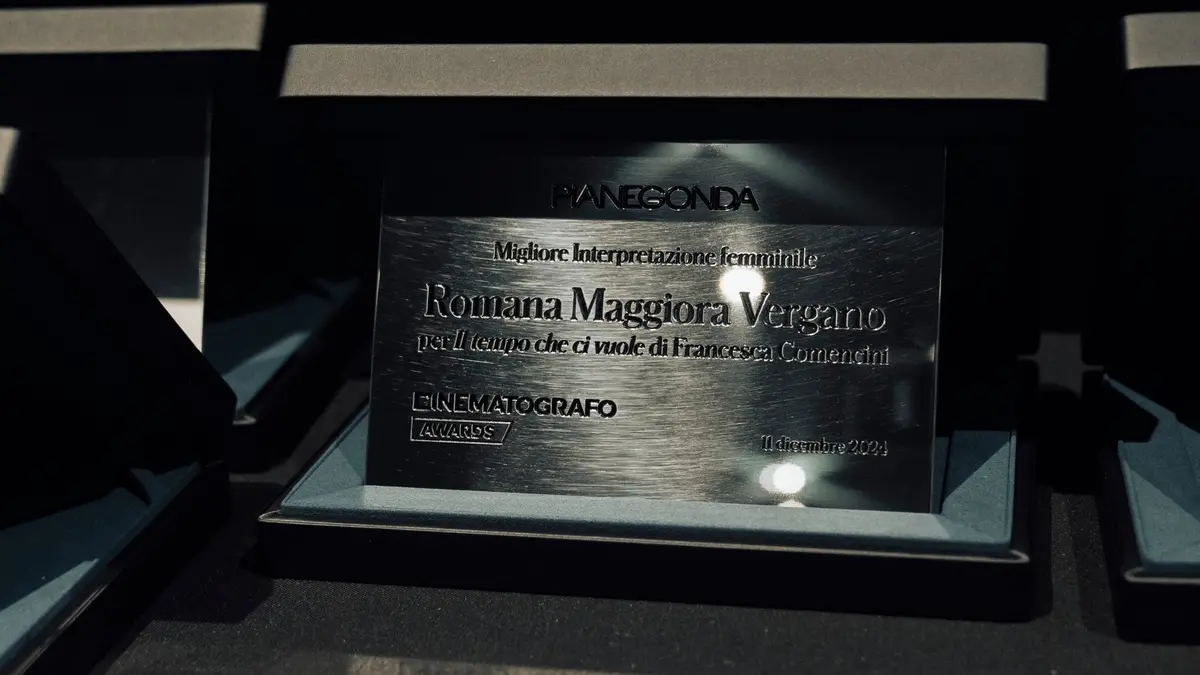 PIANEGONDA
Migliore Interpretazione femminile
Romana Maggiora Vergano
per Il tempo che ci vuole di Francesca Comencini
CINEMATOGRAFO
AWARDS
11 dicembre 2024